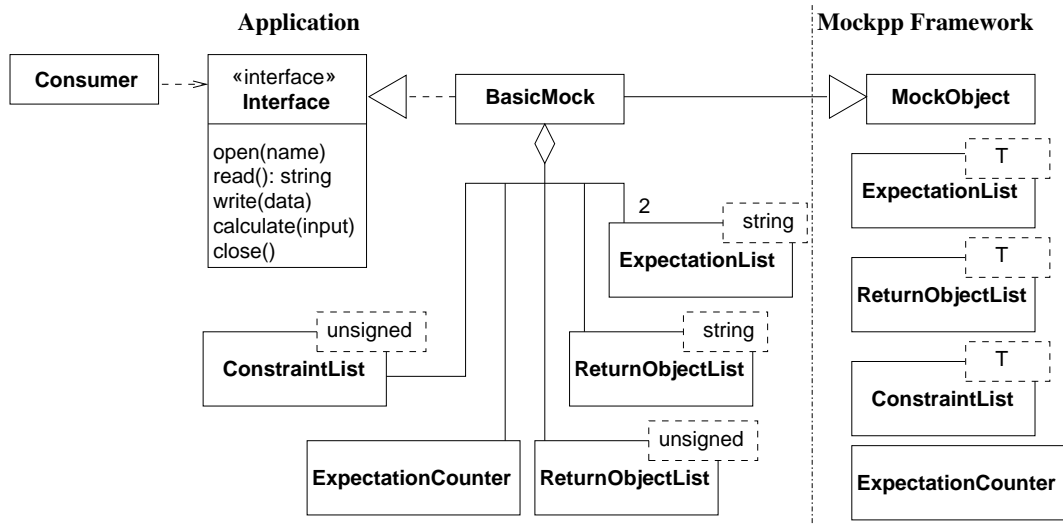 Application
Mockpp Framework
Consumer
«interface»
Interface
open(name)
read(): string
write(data)
calculate(input)
close()
BasicMock
MockObject
T
ExpectationList
2
string
ExpectationList
T
ReturnObjectList
unsigned
ConstraintList
string
ReturnObjectList
T
ConstraintList
ExpectationCounter
unsigned
ReturnObjectList
ExpectationCounter